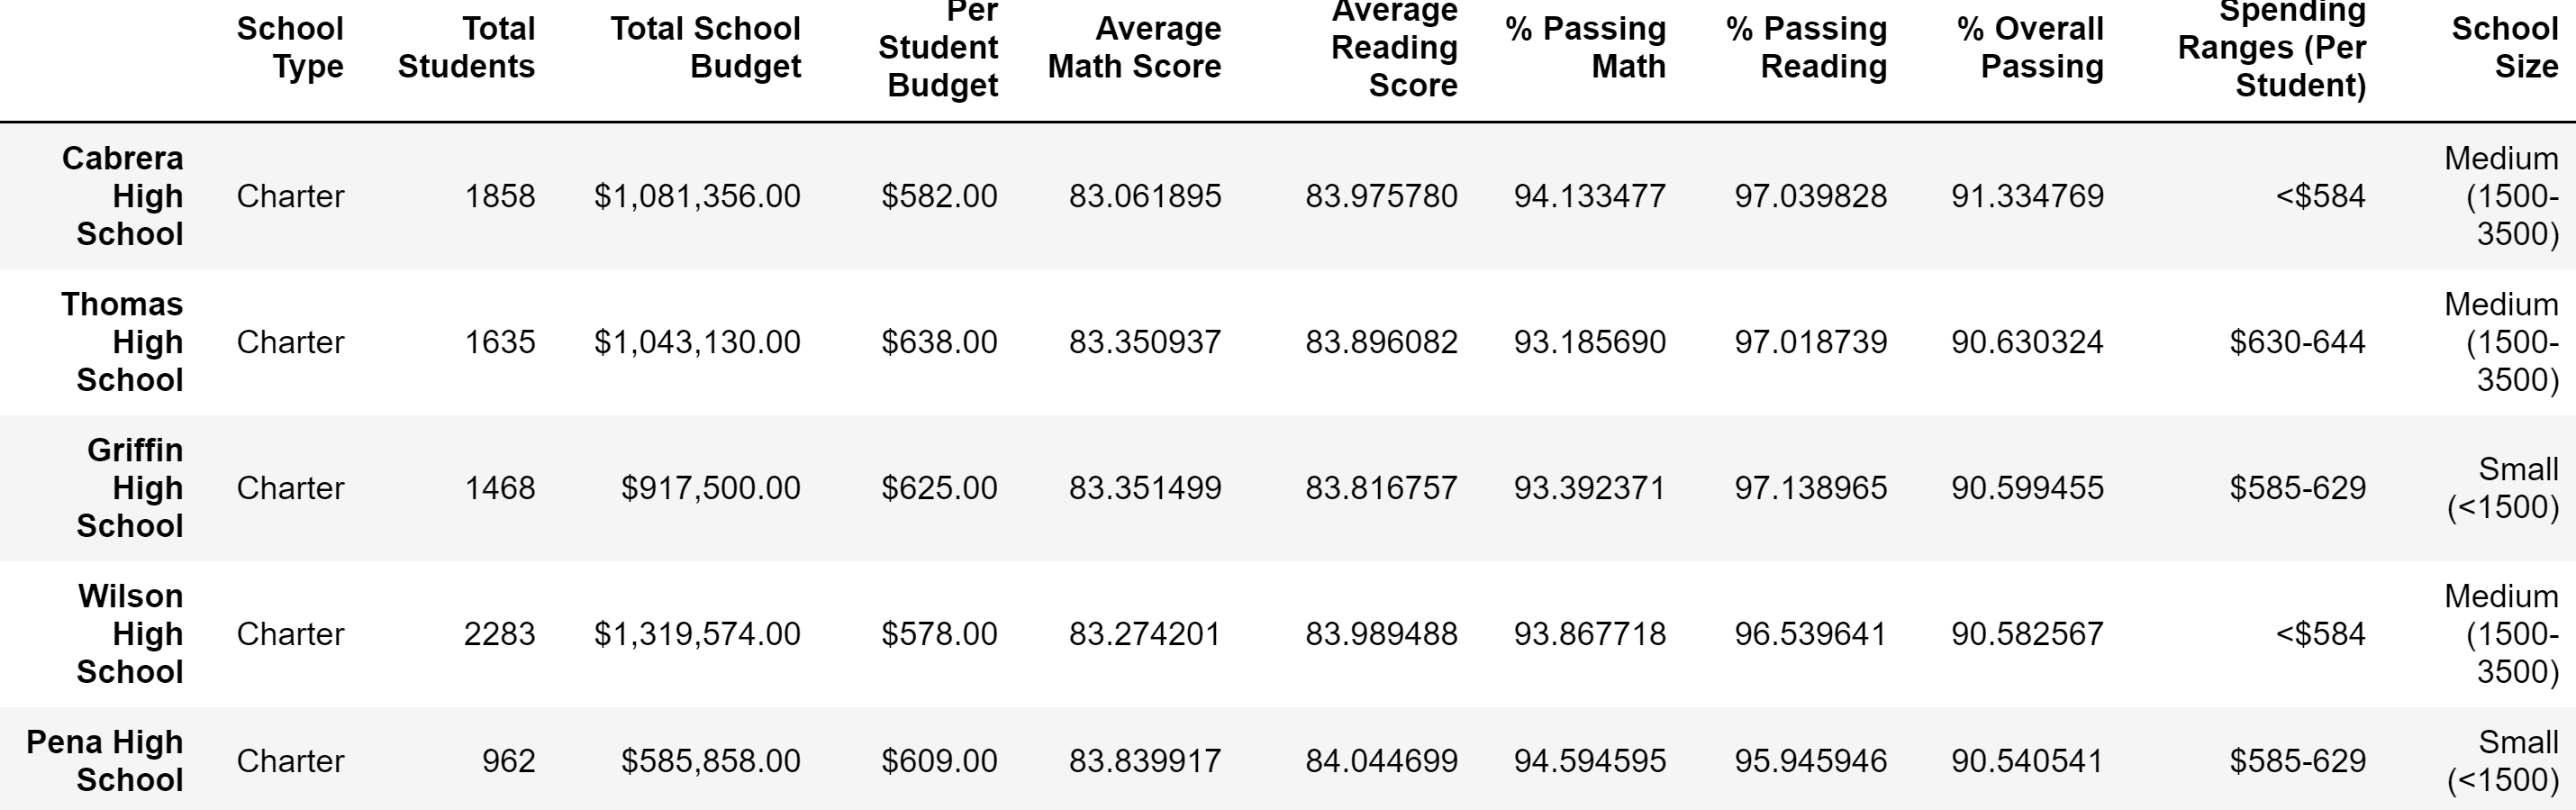 School Type Total Students Total School Budget Per Student Budget Average Math Score Average Reading Score % Passing Math % Passing Reading % Overall Passing Spending Ranges (Per Student) School Size
Cabrera High School Charter 1858 $1,081,356.00 $582.00 83.061895 83.975780 94.133477 97.039828 91.334769 <$584 Medium (1500-3500)
Thomas High School Charter 1635 $1,043,130.00 $638.00 83.350937 83.896082 93.185690 97.018739 90.630324 $630-644 Medium (1500-3500)
Griffin High School Charter 1468 $917,500.00 $625.00 83.351499 83.816757 93.392371 97.138965 90.599455 $585-629 Small (<1500)
Wilson High School Charter 2283 $1,319,574.00 $578.00 83.274201 83.989488 93.867718 96.539641 90.582567 <$584 Medium (1500-3500)
Pena High School Charter 962 $585,858.00 $609.00 83.839917 84.044699 94.594595 95.945946 90.540541 $585-629 Small (<1500)